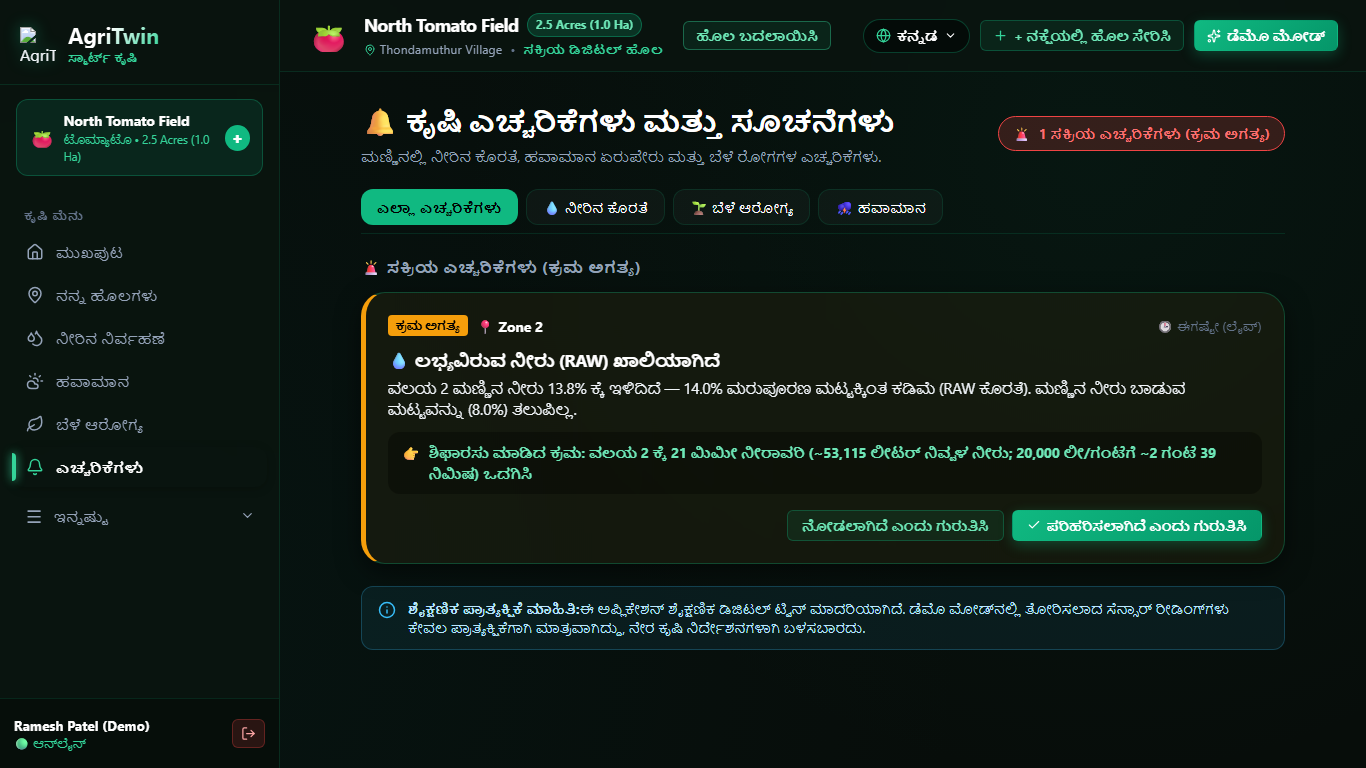 AgriT
AgriTwin
ಸ್ಮಾರ್ಟ್ ಕೃಷಿ
North Tomato Field
ಟೊಮ್ಯಾಟೊ • 2.5 Acres (1.0
Ha)
+
ಕೃಷಿ ಮೆನು
ಮುಖಪುಟ
ನನ್ನ ಹೊಲಗಳು
ನೀರಿನ ನಿರ್ವಹಣೆ
ಹವಾಮಾನ
ಬೆಳೆ ಆರೋಗ್ಯ
ಎಚ್ಚರಿಕೆಗಳು
ಇನ್ನಷ್ಟು
Ramesh Patel (Demo)
ಆನ್‌ಲೈನ್
North Tomato Field 2.5 Acres (1.0 Ha)
Thondamuthur Village • ಸಕ್ರಿಯ ಡಿಜಿಟಲ್ ಹೊಲ
ಹೊಲ ಬದಲಾಯಿಸಿ
ಕನ್ನಡ
+ + ನಕ್ಷೆಯಲ್ಲಿ ಹೊಲ ಸೇರಿಸಿ
ಡೆಮೊ ಮೋಡ್
ಕೃಷಿ ಎಚ್ಚರಿಕೆಗಳು ಮತ್ತು ಸೂಚನೆಗಳು
ಮಣ್ಣಿನಲ್ಲಿ ನೀರಿನ ಕೊರತೆ, ಹವಾಮಾನ ಏರುಪೇರು ಮತ್ತು ಬೆಳೆ ರೋಗಗಳ ಎಚ್ಚರಿಕೆಗಳು.
1 ಸಕ್ರಿಯ ಎಚ್ಚರಿಕೆಗಳು (ಕ್ರಮ ಅಗತ್ಯ)
ಎಲ್ಲಾ ಎಚ್ಚರಿಕೆಗಳು
ನೀರಿನ ಕೊರತೆ
ಬೆಳೆ ಆರೋಗ್ಯ
ಹವಾಮಾನ
ಸಕ್ರಿಯ ಎಚ್ಚರಿಕೆಗಳು (ಕ್ರಮ ಅಗತ್ಯ)
ಕ್ರಮ ಅಗತ್ಯ Zone 2
ಈಗಷ್ಟೇ (ಲೈವ್)
ಲಭ್ಯವಿರುವ ನೀರು (RAW) ಖಾಲಿಯಾಗಿದೆ
ವಲಯ 2 ಮಣ್ಣಿನ ನೀರು 13.8% ಕ್ಕೆ ಇಳಿದಿದೆ — 14.0% ಮರುಪೂರಣ ಮಟ್ಟಕ್ಕಿಂತ ಕಡಿಮೆ (RAW ಕೊರತೆ). ಮಣ್ಣಿನ ನೀರು ಬಾಡುವ
ಮಟ್ಟವನ್ನು (8.0%) ತಲುಪಿಲ್ಲ.
ಶಿಫಾರಸು ಮಾಡಿದ ಕ್ರಮ: ವಲಯ 2 ಕ್ಕೆ 21 ಮಿಮೀ ನೀರಾವರಿ (~53,115 ಲೀಟರ್ ನಿವ್ವಳ ನೀರು; 20,000 ಲೀ/ಗಂಟೆಗೆ ~2 ಗಂಟೆ 39
ನಿಮಿಷ) ಒದಗಿಸಿ
ನೋಡಲಾಗಿದೆ ಎಂದು ಗುರುತಿಸಿ
ಪರಿಹರಿಸಲಾಗಿದೆ ಎಂದು ಗುರುತಿಸಿ
ಶೈಕ್ಷಣಿಕ ಪ್ರಾತ್ಯಕ್ಷಿಕೆ ಮಾಹಿತಿ:ಈ ಅಪ್ಲಿಕೇಶನ್ ಶೈಕ್ಷಣಿಕ ಡಿಜಿಟಲ್ ಟ್ವಿನ್ ಮಾದರಿಯಾಗಿದೆ. ಡೆಮೊ ಮೋಡ್‌ನಲ್ಲಿ ತೋರಿಸಲಾದ ಸೆನ್ಸಾರ್ ರೀಡಿಂಗ್‌ಗಳು
ಕೇವಲ ಪ್ರಾತ್ಯಕ್ಷಿಕೆಗಾಗಿ ಮಾತ್ರವಾಗಿದ್ದು, ನೇರ ಕೃಷಿ ನಿರ್ದೇಶನಗಳಾಗಿ ಬಳಸಬಾರದು.